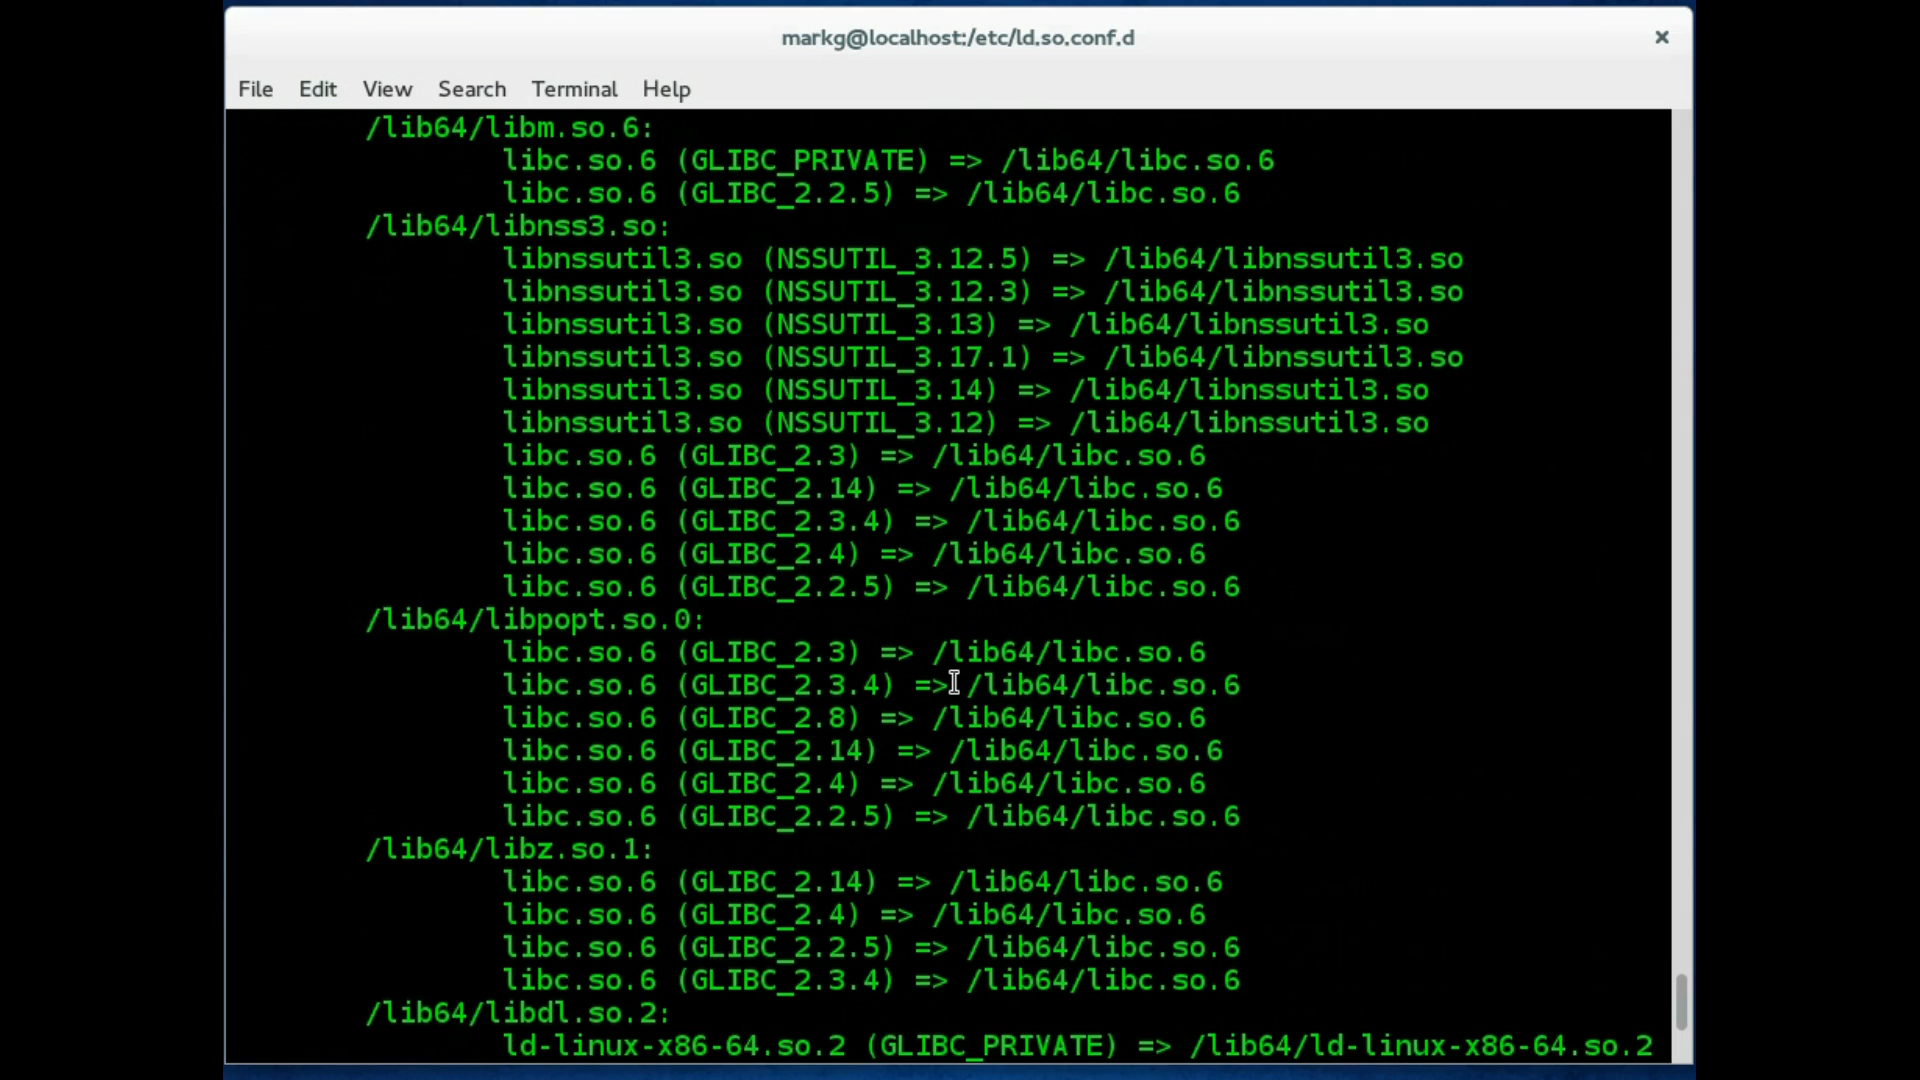 markg@localhost:/etc/ld.so.conf.d
File Edit View Search Terminal Help
/lib64/libm.so.6:
libc.so.6 (GLIBC_PRIVATE) => /lib64/libc.so.6
libc.so.6 (GLIBC_2.2.5) => /lib64/libc.so.6
/lib64/libnss3.so:
libnssutil3.so (NSSUTIL_3.12.5) => /lib64/libnssutil3.so
libnssutil3.so (NSSUTIL_3.12.3) => /lib64/libnssutil3.so
libnssutil3.so (NSSUTIL_3.13) => /lib64/libnssutil3.so
libnssutil3.so (NSSUTIL_3.17.1) => /lib64/libnssutil3.so
libnssutil3.so (NSSUTIL_3.14) => /lib64/libnssutil3.so
libnssutil3.so (NSSUTIL_3.12) => /lib64/libnssutil3.so
libc.so.6 (GLIBC_2.3) => /lib64/libc.so.6
libc.so.6 (GLIBC_2.14) => /lib64/libc.so.6
libc.so.6 (GLIBC_2.3.4) => /lib64/libc.so.6
libc.so.6 (GLIBC_2.4) => /lib64/libc.so.6
libc.so.6 (GLIBC_2.2.5) => /lib64/libc.so.6
/lib64/libpopt.so.0:
libc.so.6 (GLIBC_2.3) => /lib64/libc.so.6
libc.so.6 (GLIBC_2.3.4) => /lib64/libc.so.6
libc.so.6 (GLIBC_2.8) => /lib64/libc.so.6
libc.so.6 (GLIBC_2.14) => /lib64/libc.so.6
libc.so.6 (GLIBC_2.4) => /lib64/libc.so.6
libc.so.6 (GLIBC_2.2.5) => /lib64/libc.so.6
/lib64/libz.so.1:
libc.so.6 (GLIBC_2.14) => /lib64/libc.so.6
libc.so.6 (GLIBC_2.4) => /lib64/libc.so.6
libc.so.6 (GLIBC_2.2.5) => /lib64/libc.so.6
libc.so.6 (GLIBC_2.3.4) => /lib64/libc.so.6
/lib64/libdl.so.2:
ld-linux-x86-64.so.2 (GLIBC_PRIVATE) => /lib64/ld-linux-x86-64.so.2